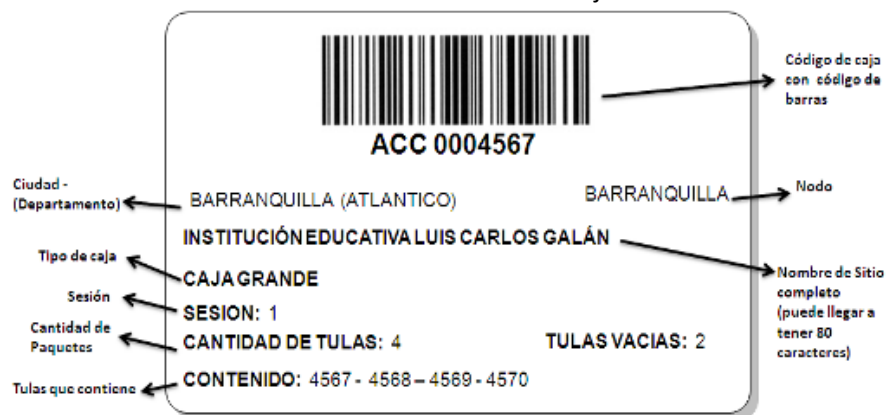 Código de caja
con código de
barras
ACC 0004567
Ciudad -
(Departamento)
BARRANQUILLA (ATLANTICO)
BARRANQUILLA
Nodo
INSTITUCIÓN EDUCATIVA LUIS CARLOS GALÁN
Tipo de caja
CAJA GRANDE
Nombre de Sitio
completo
(puede llegar a
tener 80
caracteres)
Sesión
SESION: 1
Cantidad de
Paquetes
CANTIDAD DE TULAS: 4
TULAS VACIAS: 2
Tulas que contiene
CONTENIDO: 4567 - 4568 – 4569 - 4570